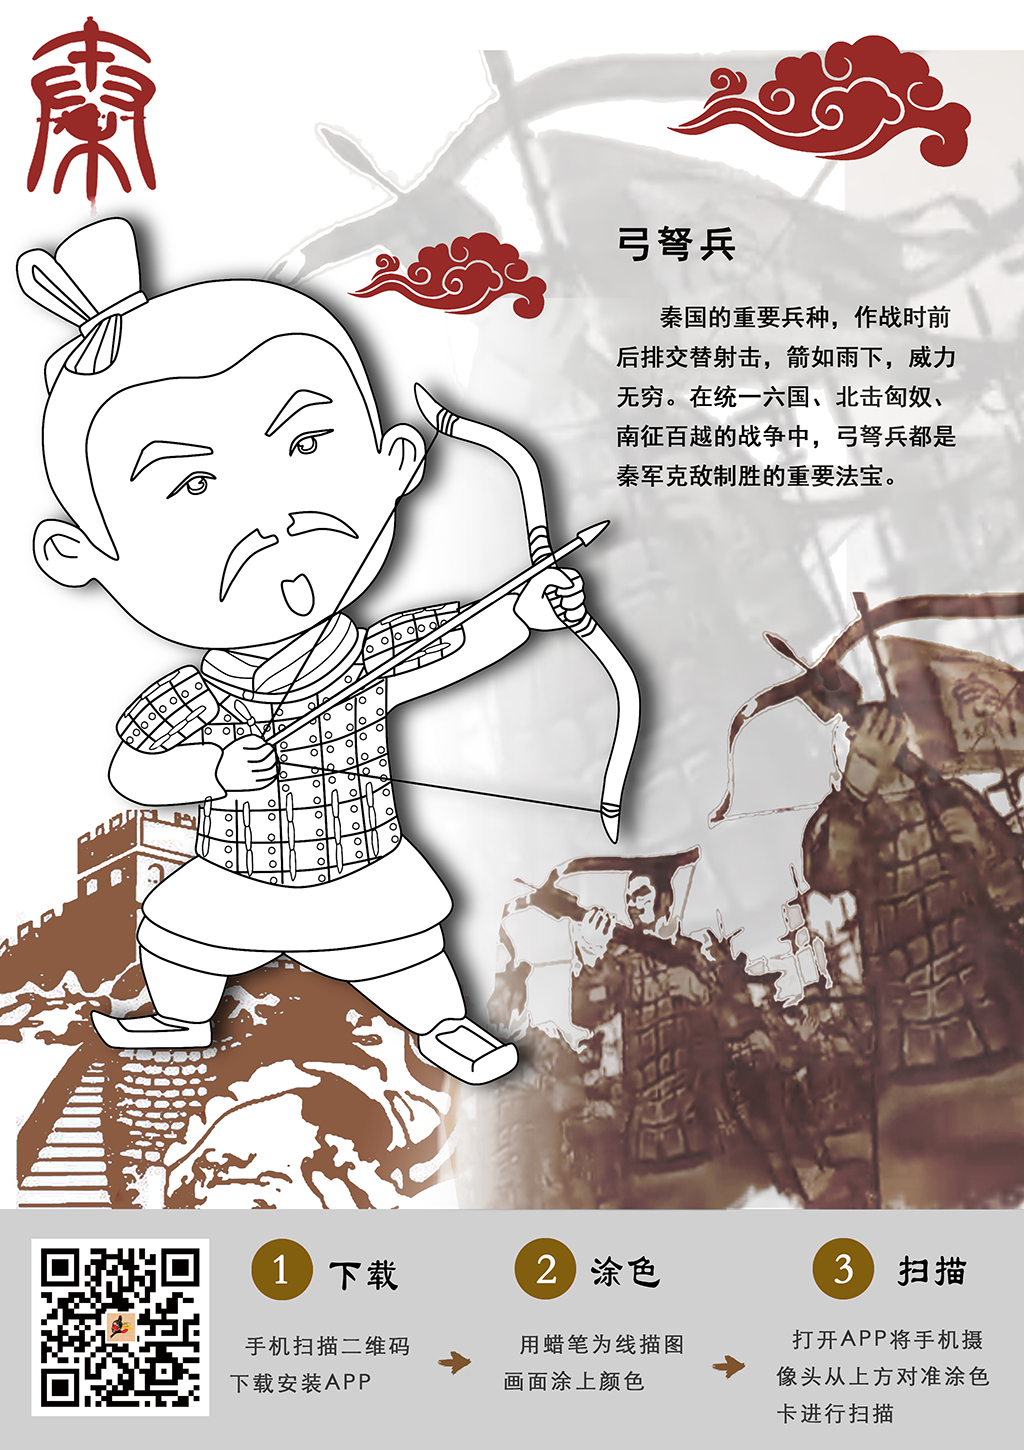 秦
弓弩兵
秦国的重要兵种，作战时前
后排交替射击，箭如雨下，威力
无穷。在统一六国、北击匈奴、
南征百越的战争中，弓弩兵都是
秦军克敌制胜的重要法宝。
1 下载
手机扫描二维码
下载安装APP
2 涂色
用蜡笔为线描图
画面涂上颜色
3 扫描
打开APP将手机摄
像头从上方对准涂色
卡进行扫描